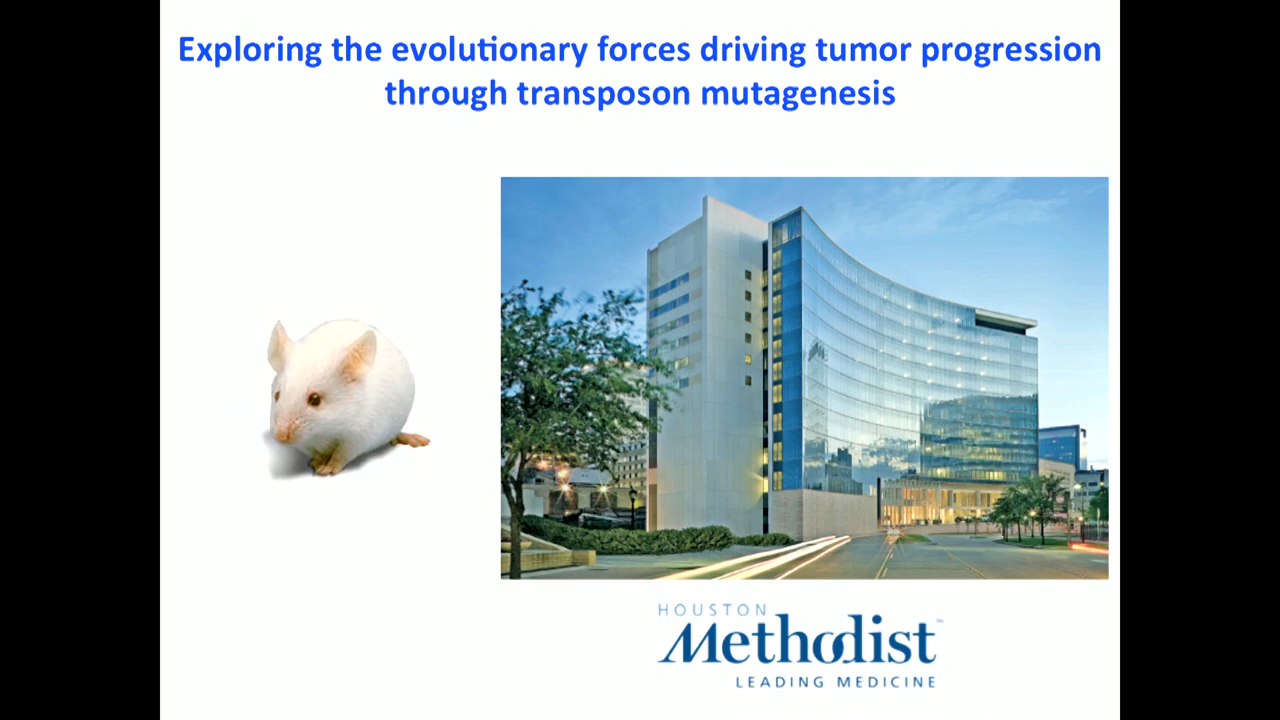 Exploring the evolutionary forces driving tumor progression
through transposon mutagenesis
HOUSTON
Methodist
LEADING MEDICINE